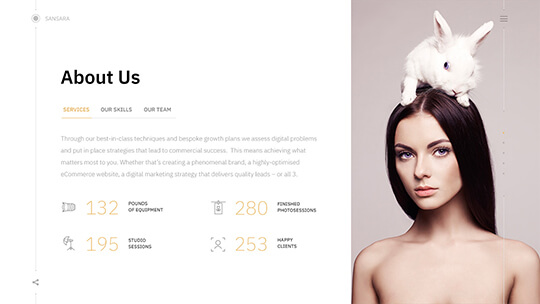 SANSARA
About Us
SERVICES OUR SKILLS OUR TEAM
Through our best-in-class techniques and bespoke growth plans we assess digital problems
and put in place strategies that lead to commercial success. This means achieving what
matters most to you. Whether that's creating a phenomenal brand, a highly-optimised
eCommerce website, a digital marketing strategy that delivers quality leads – or all 3.
132 POUNDS
OF EQUIPMENT
280 FINISHED
PHOTOSESSIONS
195 STUDIO
SESSIONS
253 HAPPY
CLIENTS